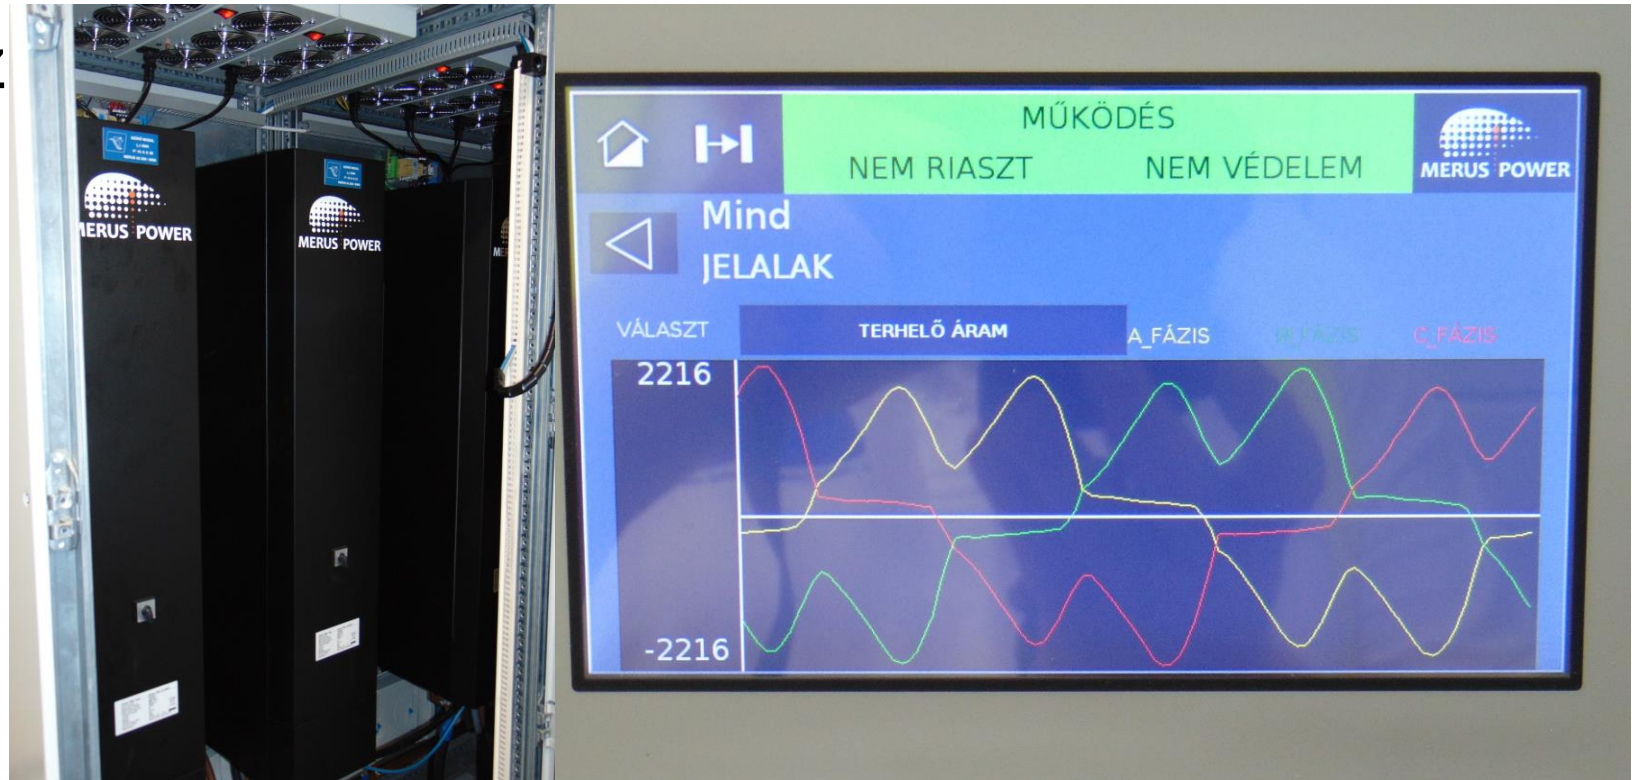 MERUS POWER
MERUS POWER
MŰKÖDÉS
NEM RIASZT NEM VÉDELEM
MERUS POWER
Mind
JELALAK
VÁLASZT TERHELŐ ÁRAM A_FÁZIS B_FÁZIS C_FÁZIS
2216
-2216